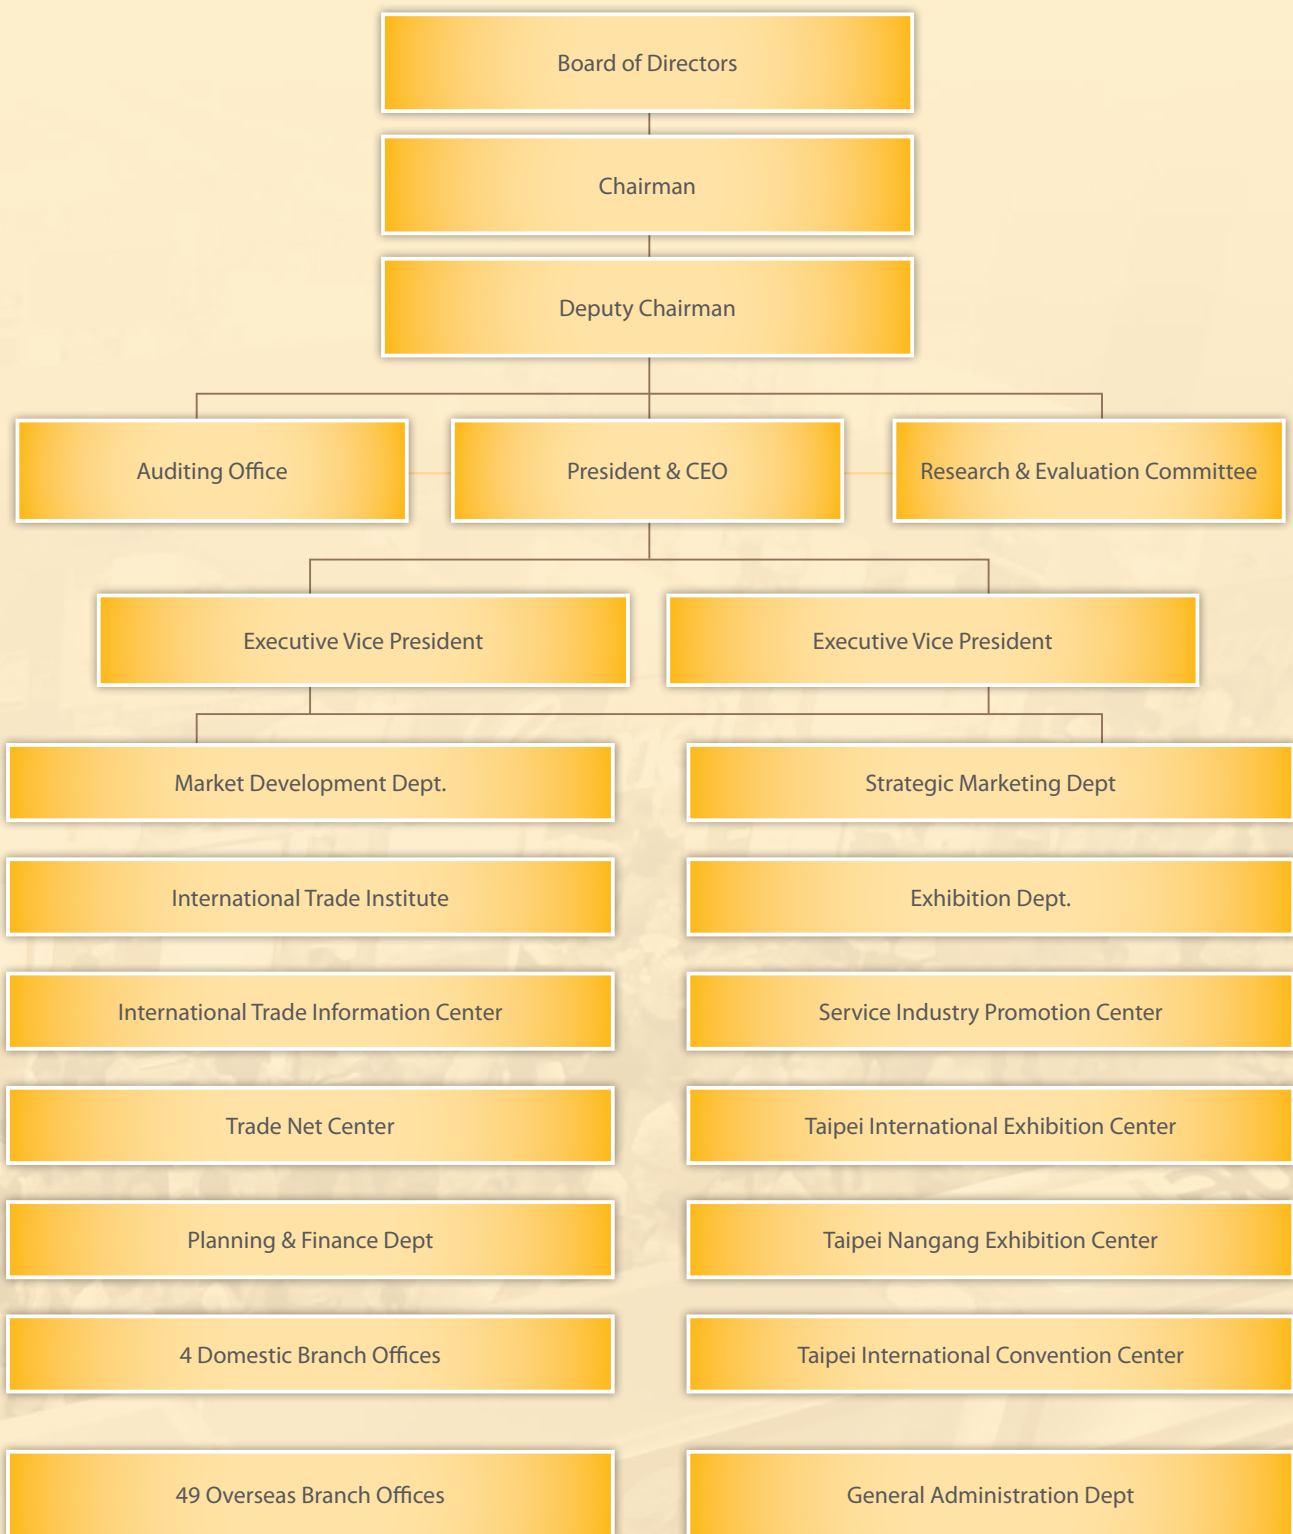 Board of Directors
Chairman
Deputy Chairman
Auditing Office
President & CEO
Research & Evaluation Committee
Executive Vice President
Executive Vice President
Market Development Dept.
Strategic Marketing Dept
International Trade Institute
Exhibition Dept.
International Trade Information Center
Service Industry Promotion Center
Trade Net Center
Taipei International Exhibition Center
Planning & Finance Dept
Taipei Nangang Exhibition Center
4 Domestic Branch Offices
Taipei International Convention Center
49 Overseas Branch Offices
General Administration Dept